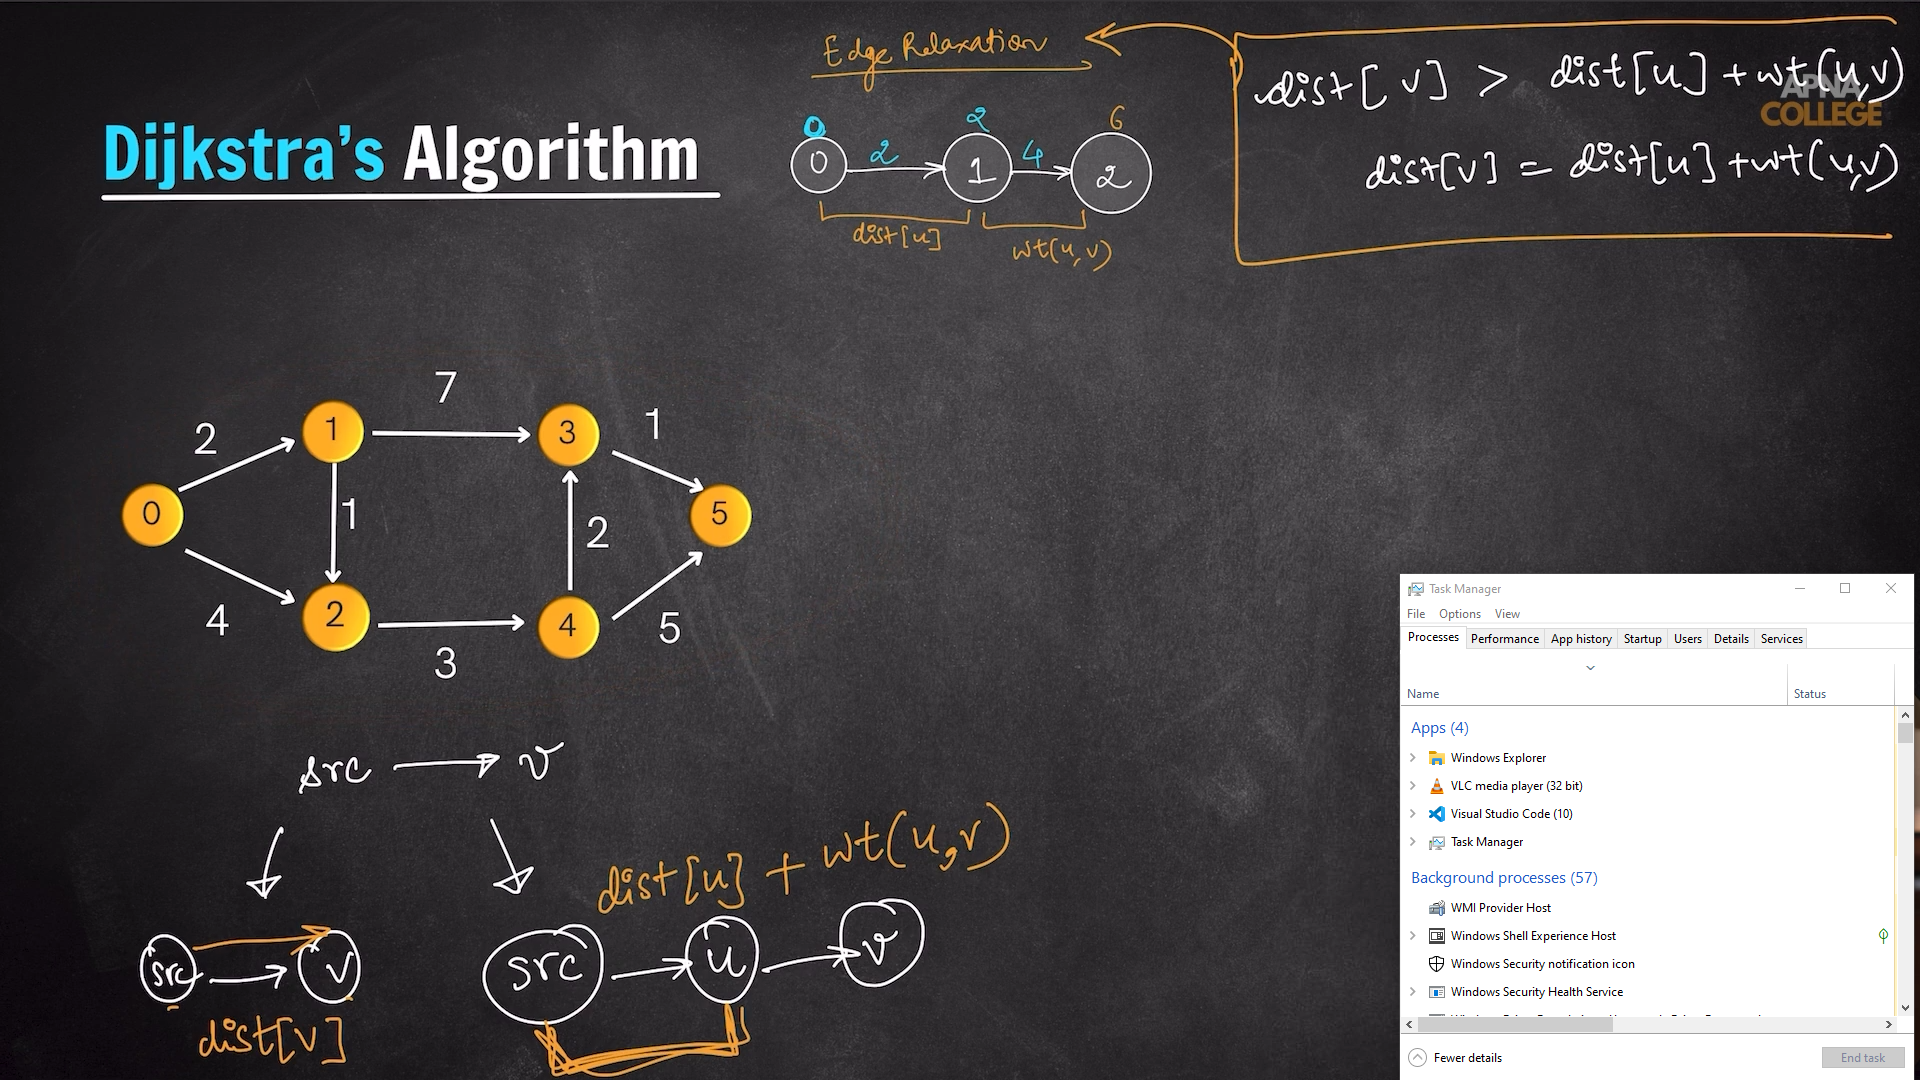 Edge Relaxation
dist[v] > dist[u] + wt(u,v)
dist[v] = dist[u] + wt(u,v)
APNA
COLLEGE
Dijkstra's Algorithm
0 2 6
0 2 1 4 2
dist[u] wt(u,v)
7
2 1 3 1
0 1 2 5
4 2 4 5
3
src v
dist[u] + wt(u,v)
src v src u v
dist[v]
Task Manager
File Options View
Processes Performance App history Startup Users Details Services
Name Status
Apps (4)
Windows Explorer
VLC media player (32 bit)
Visual Studio Code (10)
Task Manager
Background processes (57)
WMI Provider Host
Windows Shell Experience Host
Windows Security notification icon
Windows Security Health Service
Fewer details End task